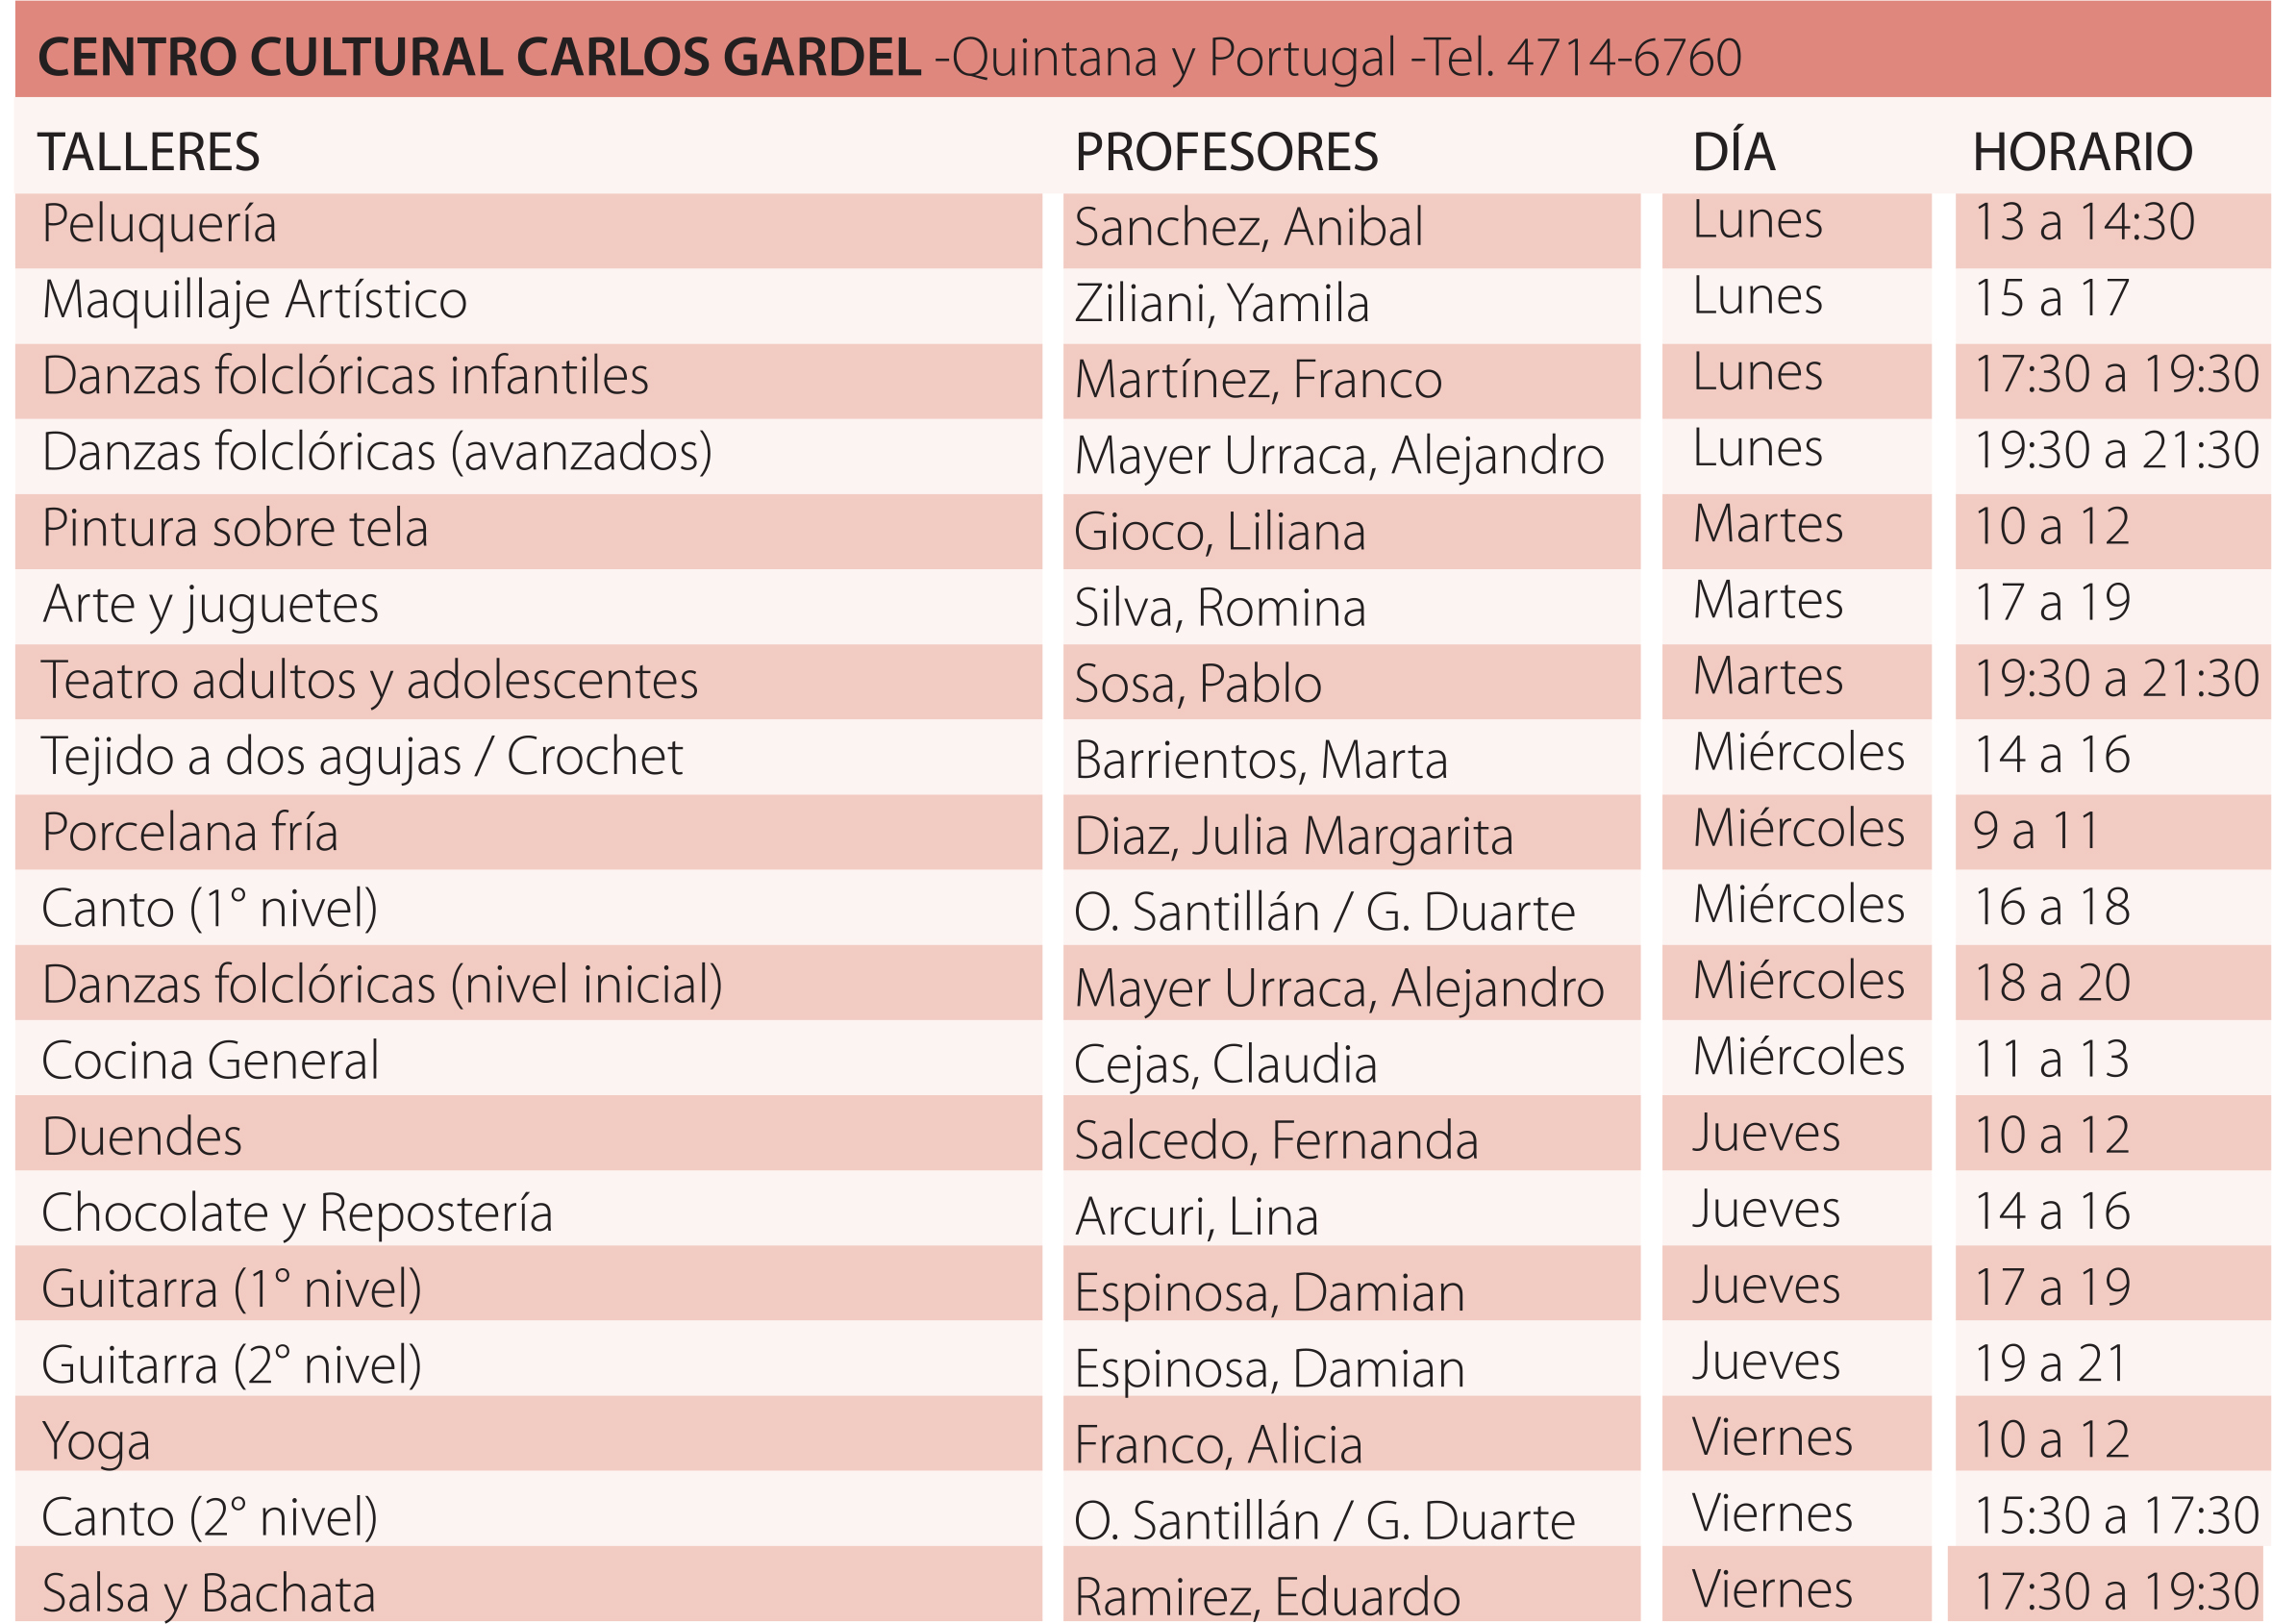 CENTRO CULTURAL CARLOS GARDEL -Quintana y Portugal -Tel. 4714-6760
TALLERES PROFESORES DÍA HORARIO
Peluquería Sanchez, Anibal Lunes 13 a 14:30
Maquillaje Artístico Ziliani, Yamila Lunes 15 a 17
Danzas folclóricas infantiles Martínez, Franco Lunes 17:30 a 19:30
Danzas folclóricas (avanzados) Mayer Urraca, Alejandro Lunes 19:30 a 21:30
Pintura sobre tela Gioco, Liliana Martes 10 a 12
Arte y juguetes Silva, Romina Martes 17 a 19
Teatro adultos y adolescentes Sosa, Pablo Martes 19:30 a 21:30
Tejido a dos agujas / Crochet Barrientos, Marta Miércoles 14 a 16
Porcelana fría Diaz, Julia Margarita Miércoles 9 a 11
Canto (1° nivel) O. Santillán / G. Duarte Miércoles 16 a 18
Danzas folclóricas (nivel inicial) Mayer Urraca, Alejandro Miércoles 18 a 20
Cocina General Cejas, Claudia Miércoles 11 a 13
Duendes Salcedo, Fernanda Jueves 10 a 12
Chocolate y Repostería Arcuri, Lina Jueves 14 a 16
Guitarra (1° nivel) Espinosa, Damian Jueves 17 a 19
Guitarra (2° nivel) Espinosa, Damian Jueves 19 a 21
Yoga Franco, Alicia Viernes 10 a 12
Canto (2° nivel) O. Santillán / G. Duarte Viernes 15:30 a 17:30
Salsa y Bachata Ramirez, Eduardo Viernes 17:30 a 19:30